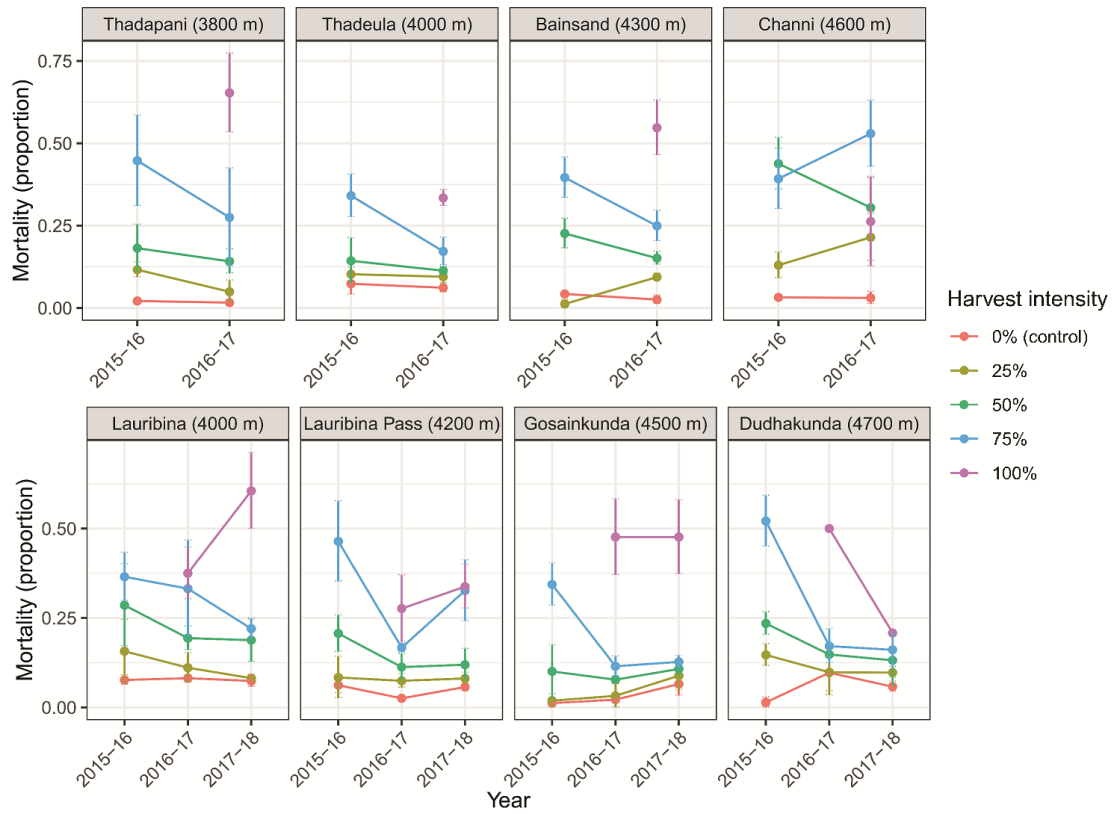 Thadapani (3800 m) Thadeula (4000 m) Bainsand (4300 m) Channi (4600 m)
Mortality (proportion)
0.75
0.50
0.25
0.00
2015−16 2016−17 2015−16 2016−17 2015−16 2016−17 2015−16 2016−17
Harvest intensity
0% (control)
25%
50%
75%
100%
Lauribina (4000 m) Lauribina Pass (4200 m) Gosainkunda (4500 m) Dudhakunda (4700 m)
Mortality (proportion)
0.50
0.25
0.00
2015−16 2016−17 2017−18 2015−16 2016−17 2017−18 2015−16 2016−17 2017−18 2015−16 2016−17 2017−18
Year